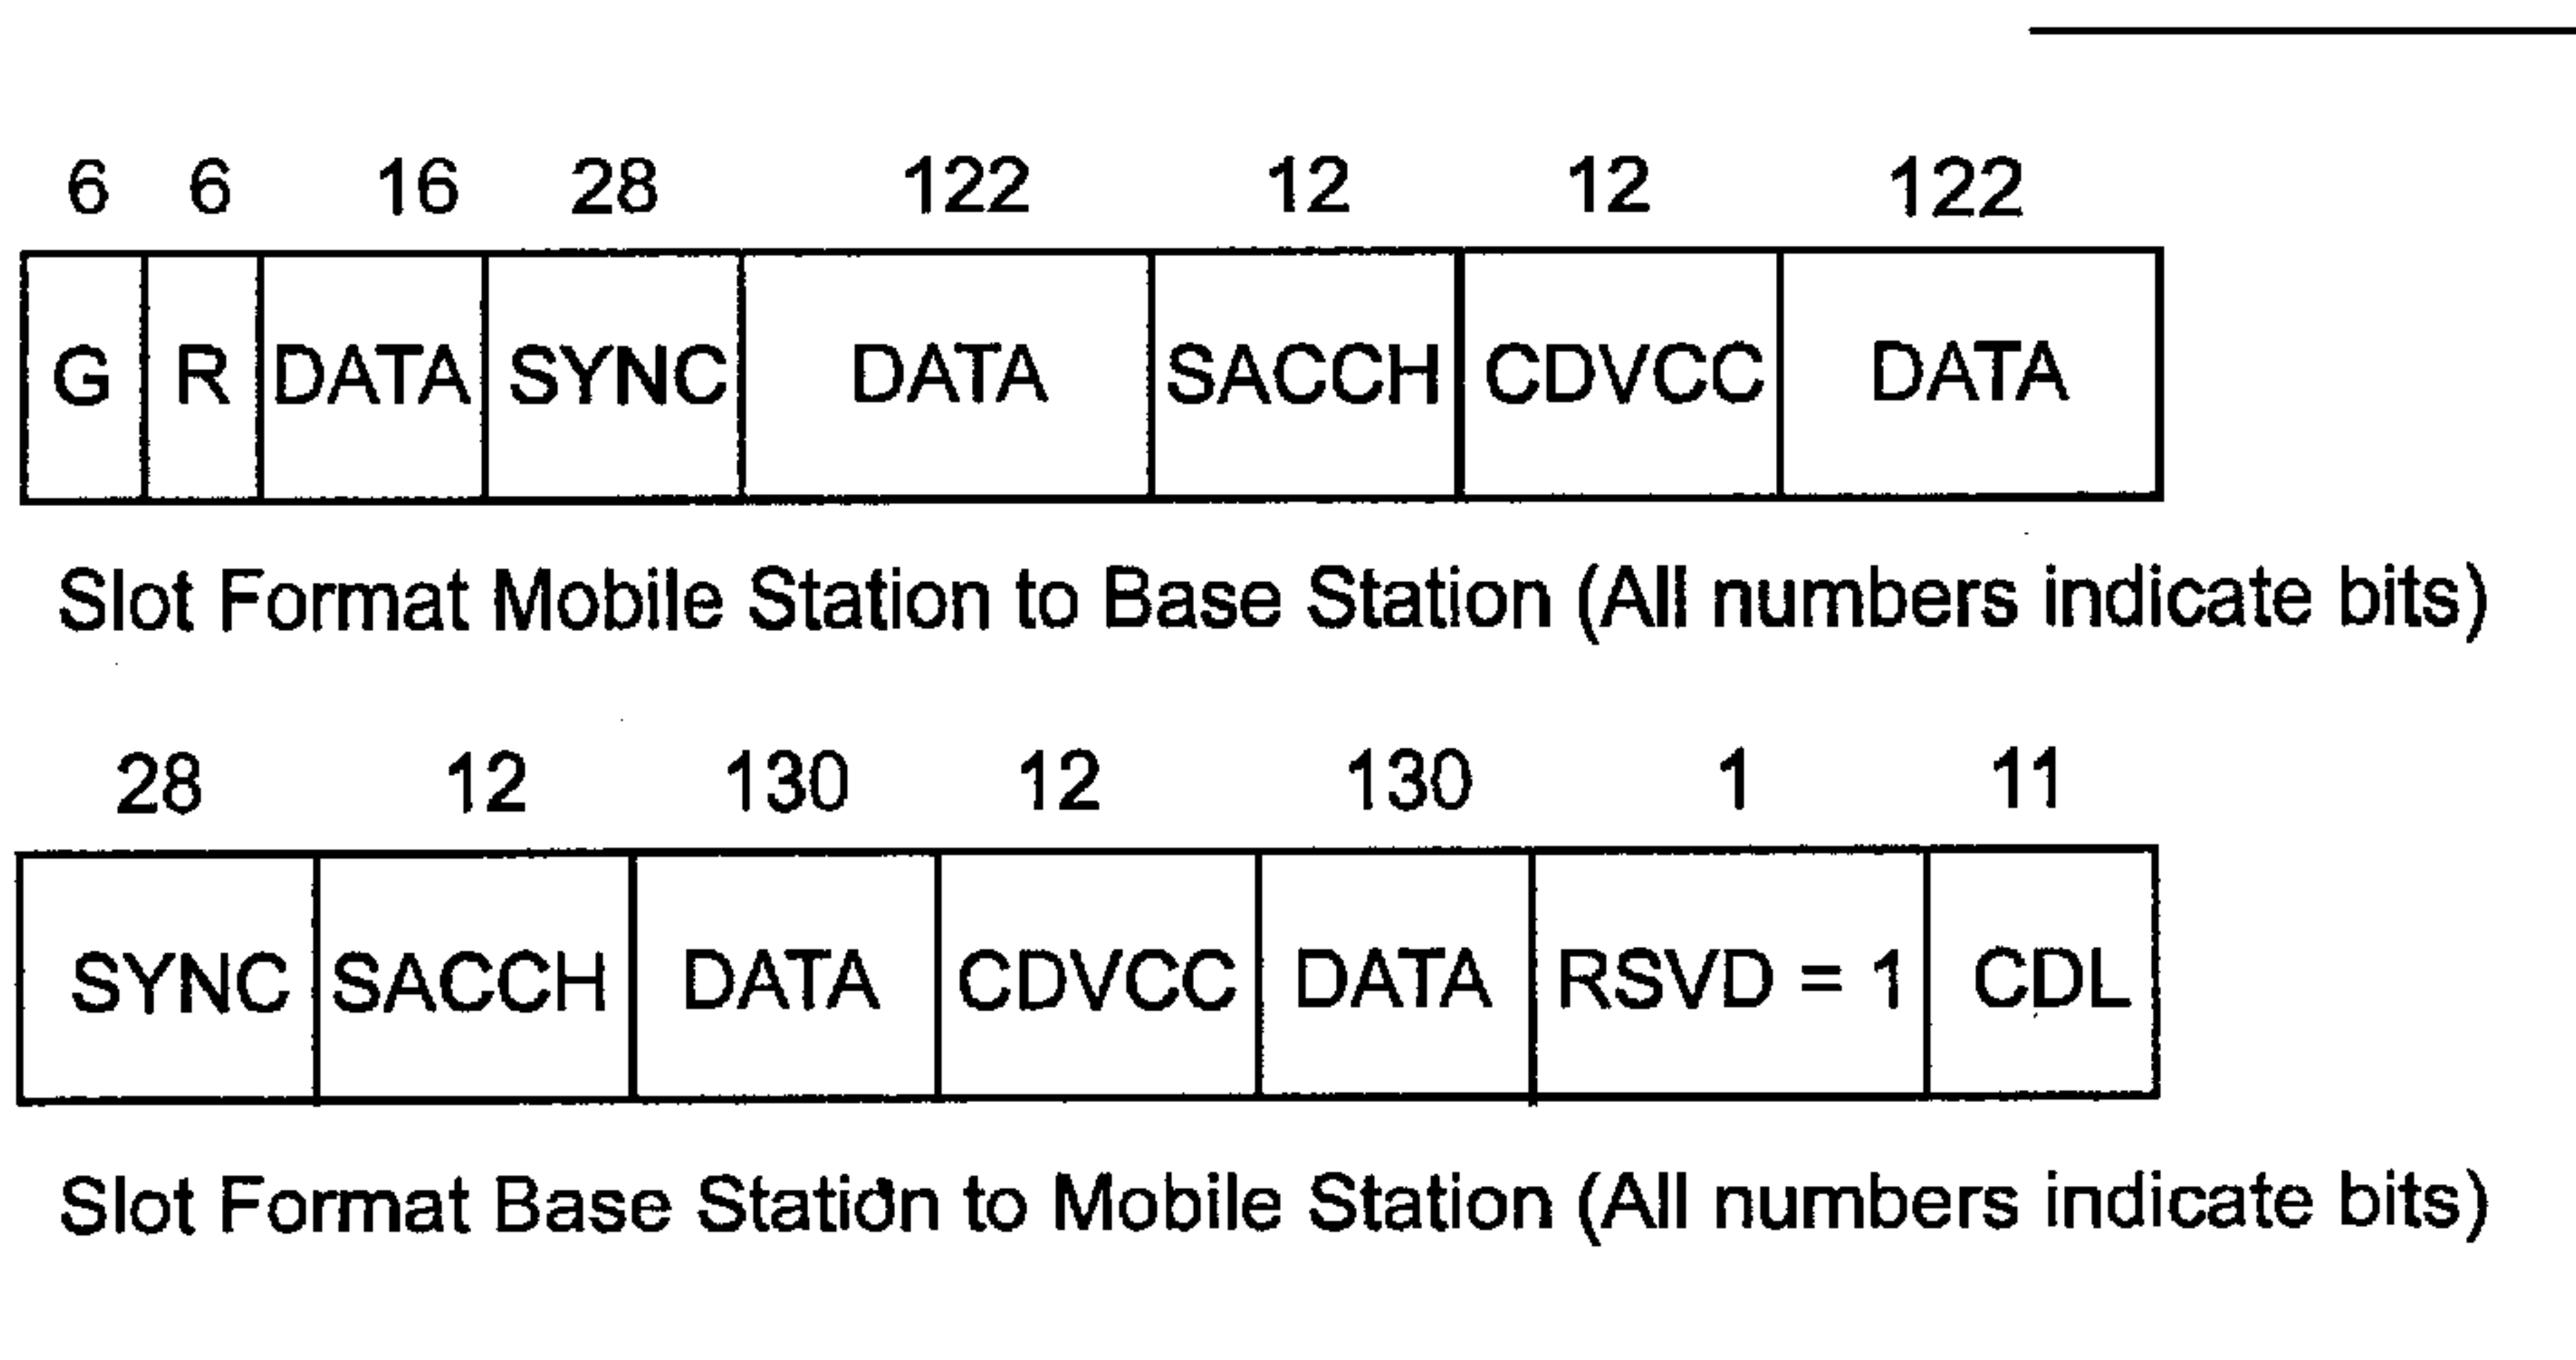 6 6 16 28 122 12 12 122
G R DATA SYNC DATA SACCH CDVCC DATA
Slot Format Mobile Station to Base Station (All numbers indicate bits)
28 12 130 12 130 1 11
SYNC SACCH DATA CDVCC DATA RSVD = 1 CDL
Slot Format Base Station to Mobile Station (All numbers indicate bits)